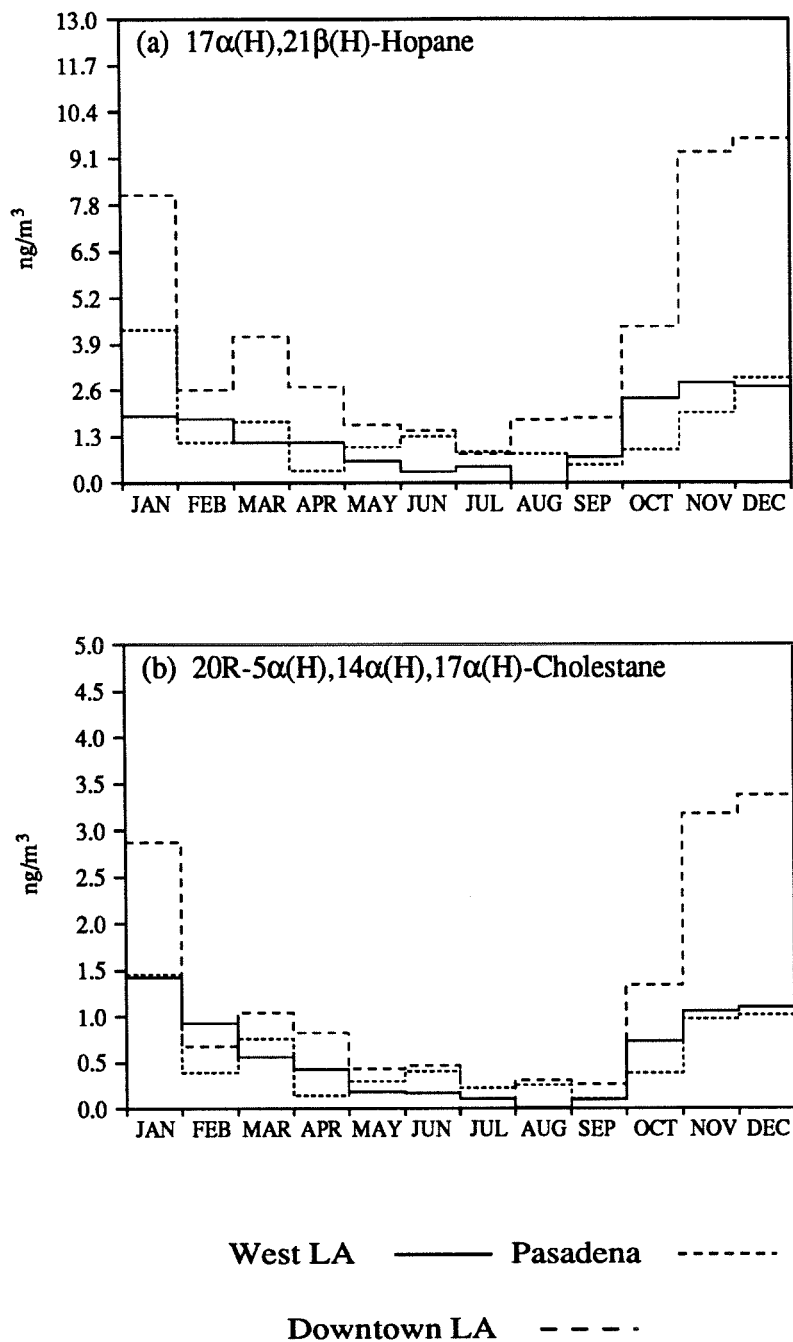 13.0
(a) 17α(H),21β(H)-Hopane
11.7
10.4
9.1
7.8
6.5
5.2
3.9
2.6
1.3
0.0
ng/m³
JAN FEB MAR APR MAY JUN JUL AUG SEP OCT NOV DEC
5.0
(b) 20R-5α(H),14α(H),17α(H)-Cholestane
4.5
4.0
3.5
3.0
2.5
2.0
1.5
1.0
0.5
0.0
ng/m³
JAN FEB MAR APR MAY JUN JUL AUG SEP OCT NOV DEC
West LA Pasadena
Downtown LA